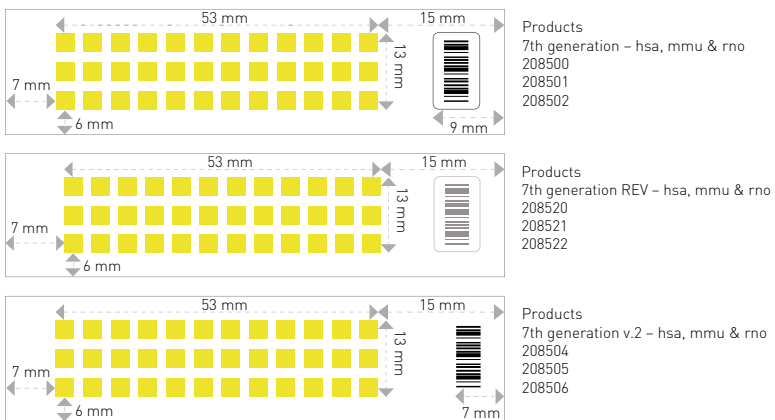 53 mm
15 mm
13 mm
7 mm
6 mm
9 mm
Products
7th generation – hsa, mmu & rno
208500
208501
208502
53 mm
15 mm
13 mm
7 mm
6 mm
Products
7th generation REV – hsa, mmu & rno
208520
208521
208522
53 mm
15 mm
13 mm
7 mm
6 mm
7 mm
Products
7th generation v.2 – hsa, mmu & rno
208504
208505
208506